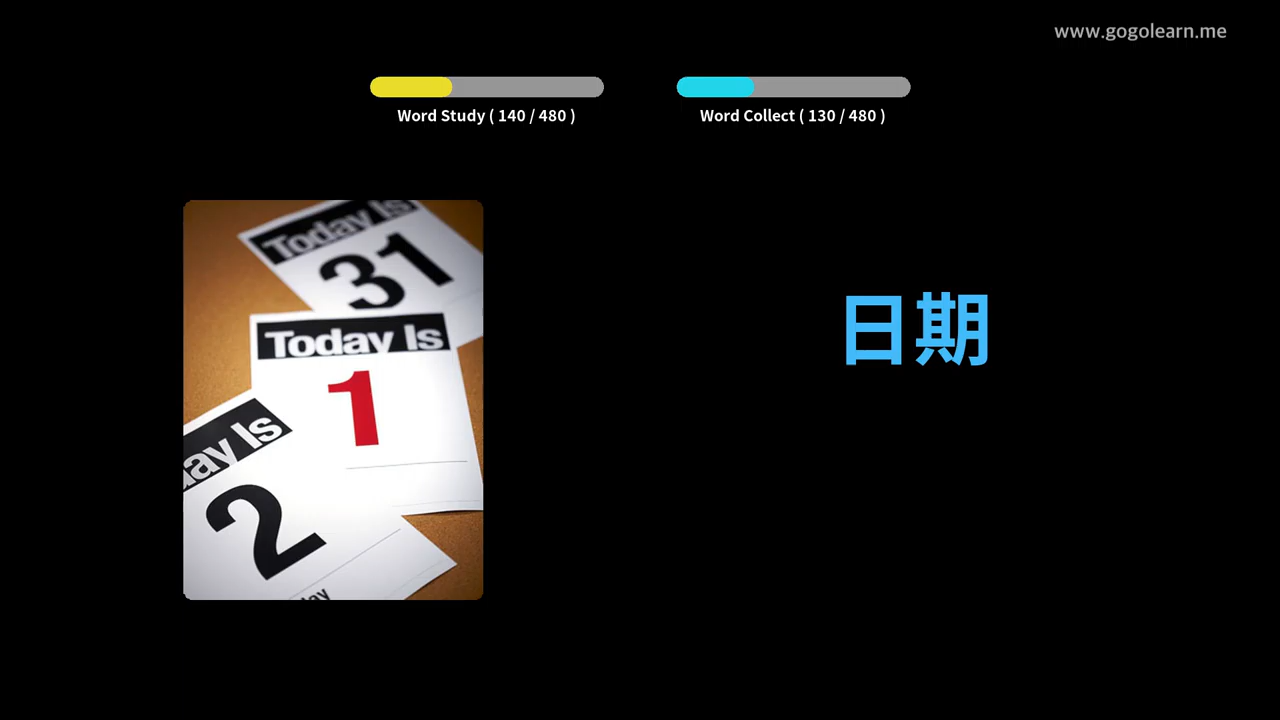 www.gogolearn.me
Word Study ( 140 / 480 )
Word Collect ( 130 / 480 )
Today Is
31
Today Is
1
ay Is
2
日期